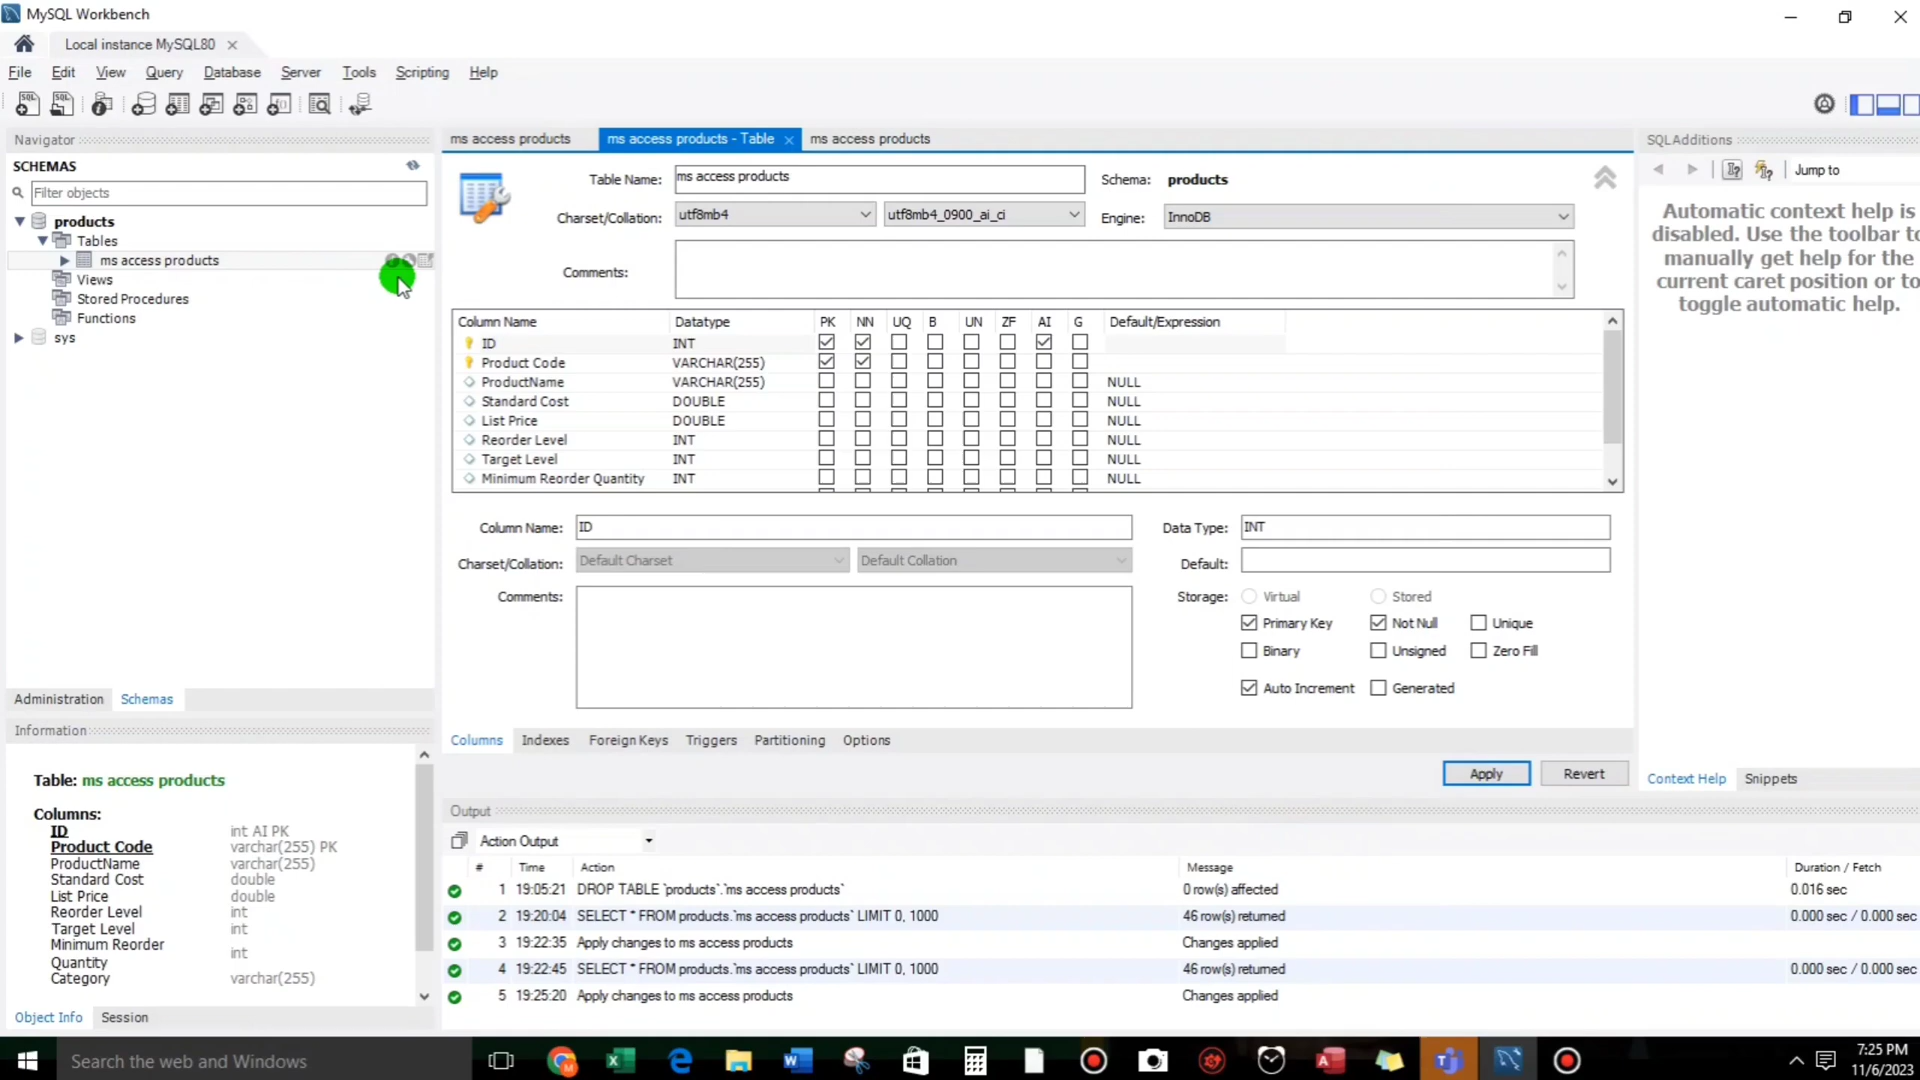 MySQL Workbench
Local instance MySQL80
File Edit View Query Database Server Tools Scripting Help
Navigator
SCHEMAS
Filter objects
products
Tables
ms access products
Views
Stored Procedures
Functions
sys
Administration Schemas
Information
Table: ms access products
Columns:
ID int AI PK
Product Code varchar(255) PK
ProductName varchar(255)
Standard Cost double
List Price double
Reorder Level int
Target Level int
Minimum Reorder
Quantity int
Category varchar(255)
Object Info Session
ms access products ms access products - Table ms access products
Table Name: ms access products Schema: products
Charset/Collation: utf8mb4 utf8mb4_0900_ai_ci Engine: InnoDB
Comments:
Column Name Datatype PK NN UQ B UN ZF AI G Default/Expression
ID INT
Product Code VARCHAR(255)
ProductName VARCHAR(255) NULL
Standard Cost DOUBLE NULL
List Price DOUBLE NULL
Reorder Level INT NULL
Target Level INT NULL
Minimum Reorder Quantity INT NULL
Column Name: ID Data Type: INT
Charset/Collation: Default Charset Default Collation Default:
Comments: Storage: Virtual Stored
Primary Key Not Null Unique
Binary Unsigned Zero Fill
Auto Increment Generated
Columns Indexes Foreign Keys Triggers Partitioning Options
Apply Revert
Output
Action Output
# Time Action Message Duration / Fetch
1 19:05:21 DROP TABLE `products`.`ms access products` 0 row(s) affected 0.016 sec
2 19:20:04 SELECT * FROM products.`ms access products` LIMIT 0, 1000 46 row(s) returned 0.000 sec / 0.000 sec
3 19:22:35 Apply changes to ms access products Changes applied
4 19:22:45 SELECT * FROM products.`ms access products` LIMIT 0, 1000 46 row(s) returned 0.000 sec / 0.000 sec
5 19:25:20 Apply changes to ms access products Changes applied
SQLAdditions
Jump to
Automatic context help is
disabled. Use the toolbar to
manually get help for the
current caret position or to
toggle automatic help.
Context Help Snippets
Search the web and Windows
7:25 PM
11/6/2023